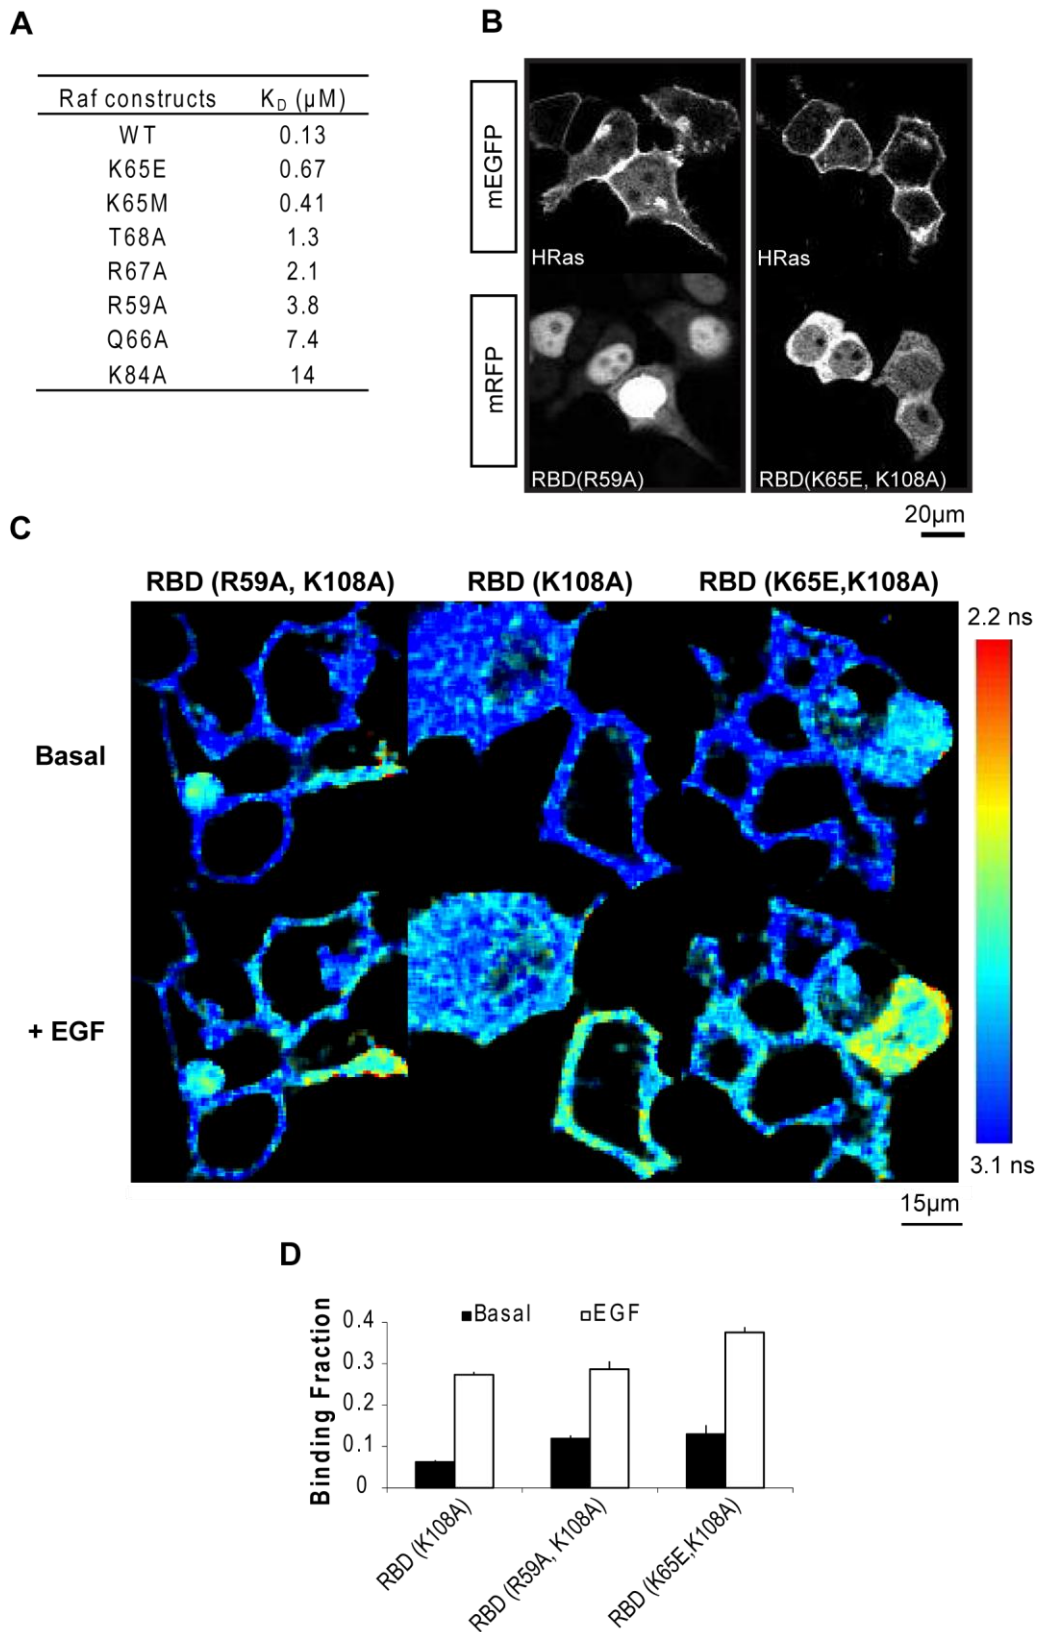 A
Raf constructs K_D (µM)
WT 0.13
K65E 0.67
K65M 0.41
T68A 1.3
R67A 2.1
R59A 3.8
Q66A 7.4
K84A 14
B
mEGFP
HRas
HRas
mRFP
RBD(R59A)
RBD(K65E, K108A)
20µm
C
RBD (R59A, K108A) RBD (K108A) RBD (K65E,K108A)
2.2 ns
Basal
+ EGF
3.1 ns
15µm
D
Basal EGF
Binding Fraction
0.4
0.3
0.2
0.1
0
RBD (K108A)
RBD (R59A, K108A)
RBD (K65E,K108A)